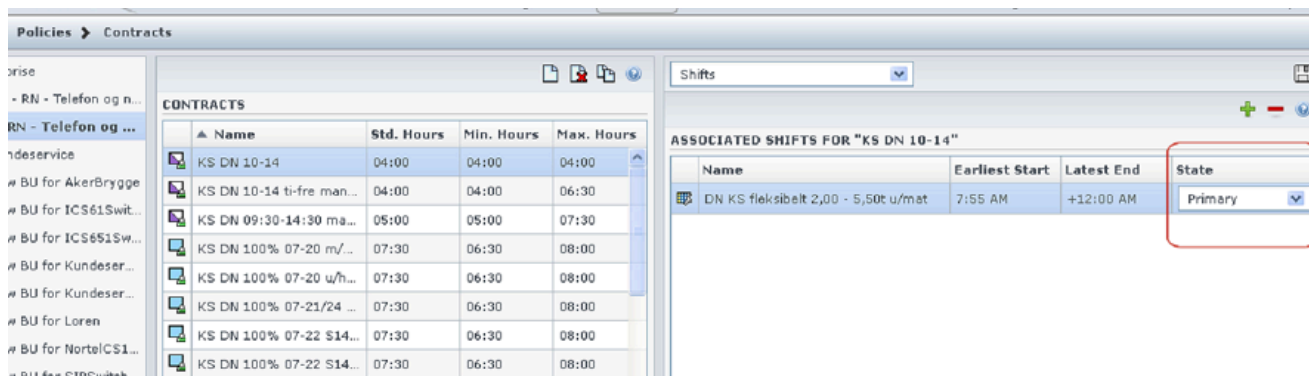 Policies > Contracts
prise
- RN - Telefon og n...
RN - Telefon og ...
ndeservice
w BU for AkerBrygge
w BU for ICS61Swit...
w BU for ICS651Sw...
w BU for Kundeser...
w BU for Kundeser...
w BU for Loren
w BU for NortelCS1...
CONTRACTS
Name Std. Hours Min. Hours Max. Hours
KS DN 10-14 04:00 04:00 04:00
KS DN 10-14 ti-fre man... 04:00 04:00 06:30
KS DN 09:30-14:30 ma... 05:00 05:00 07:30
KS DN 100% 07-20 m/... 07:30 06:30 08:00
KS DN 100% 07-20 u/h... 07:30 06:30 08:00
KS DN 100% 07-21/24 ... 07:30 06:30 08:00
KS DN 100% 07-22 S14... 07:30 06:30 08:00
KS DN 100% 07-22 S14... 07:30 06:30 08:00
Shifts
ASSOCIATED SHIFTS FOR "KS DN 10-14"
Name Earliest Start Latest End State
DN KS fleksibelt 2,00 - 5,50t u/mat 7:55 AM +12:00 AM Primary